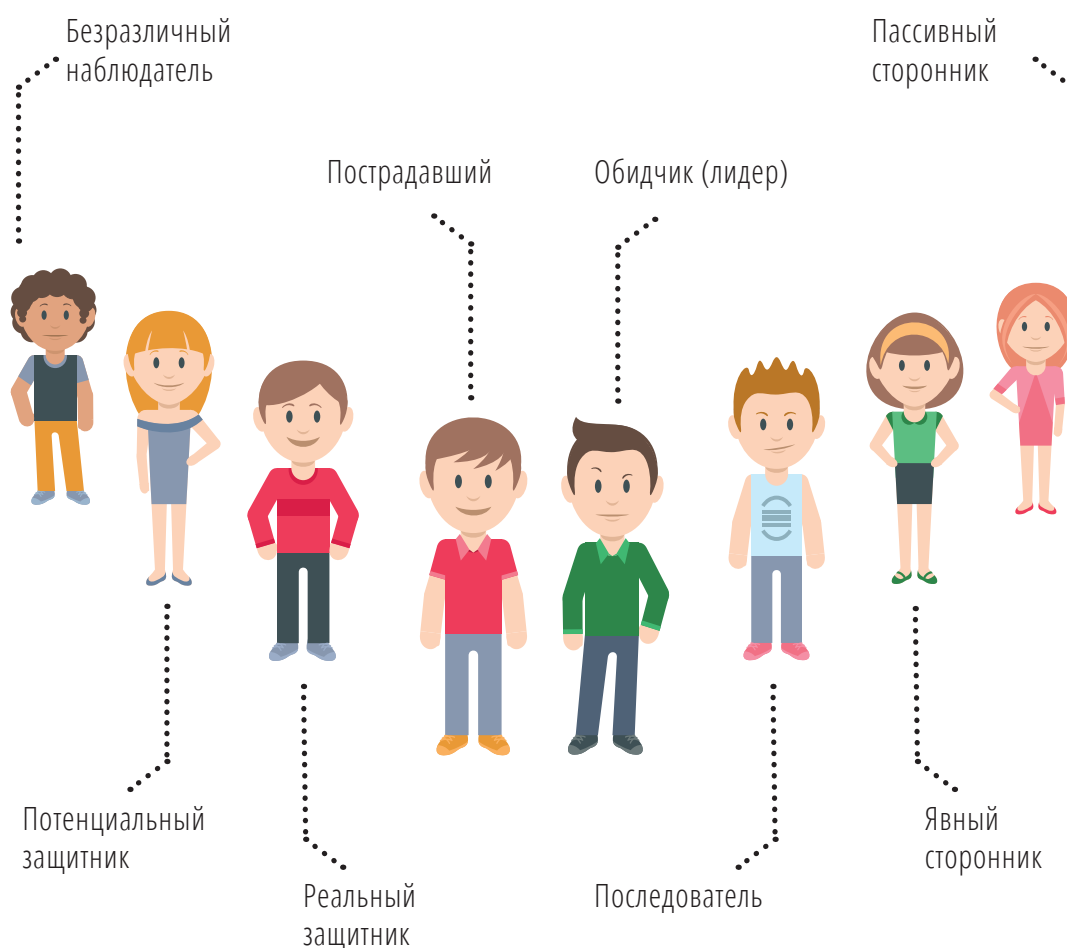 Безразличный
наблюдатель
Пассивный
сторонник
Пострадавший
Обидчик (лидер)
Потенциальный
защитник
Явный
сторонник
Реальный
защитник
Последователь